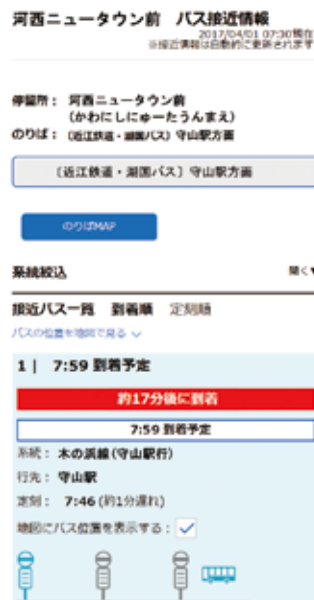 河西ニュータウン前 バス接近情報
2017/04/01 07:30現在
※接近情報は自動的に更新されます
停留所： 河西ニュータウン前
(かわにしにゅーたうんまえ)
のりば： (近江鉄道・湖国バス) 守山駅方面
(近江鉄道・湖国バス) 守山駅方面
のりばMAP
系統絞込 開く▼
接近バス一覧 到着順 定刻順
バスの位置を地図で見る
1| 7:59 到着予定
約17分後に到着
7:59 到着予定
系統： 木の浜線(守山駅行)
行先： 守山駅
定刻： 7:46 (約1分遅れ)
地図にバス位置を表示する：